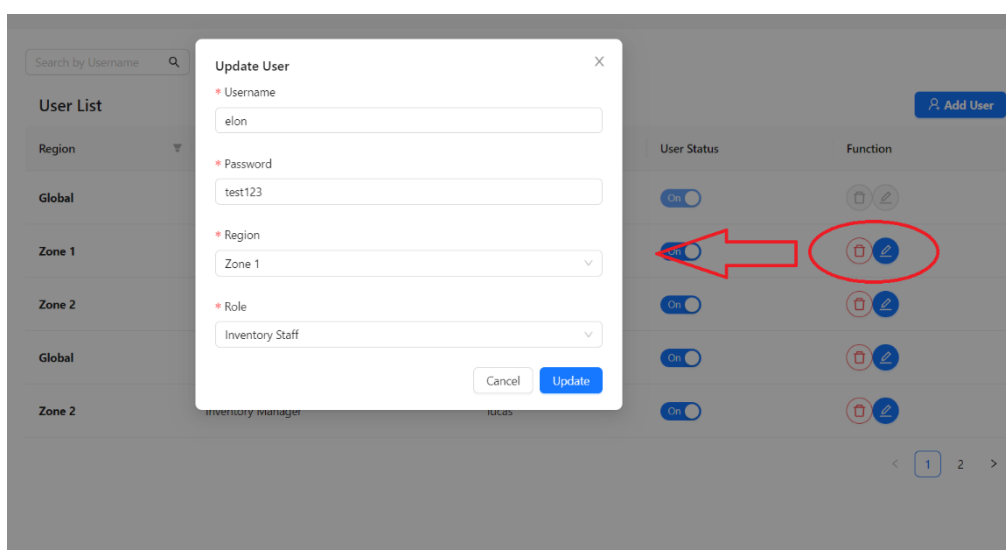 Search by Username
User List
Add User
Region
User Status
Function
Global
On
Zone 1
On
Zone 2
On
Global
On
Zone 2
Inventory Manager
lucas
On
1
2
Update User
* Username
elon
* Password
test123
* Region
Zone 1
* Role
Inventory Staff
Cancel
Update